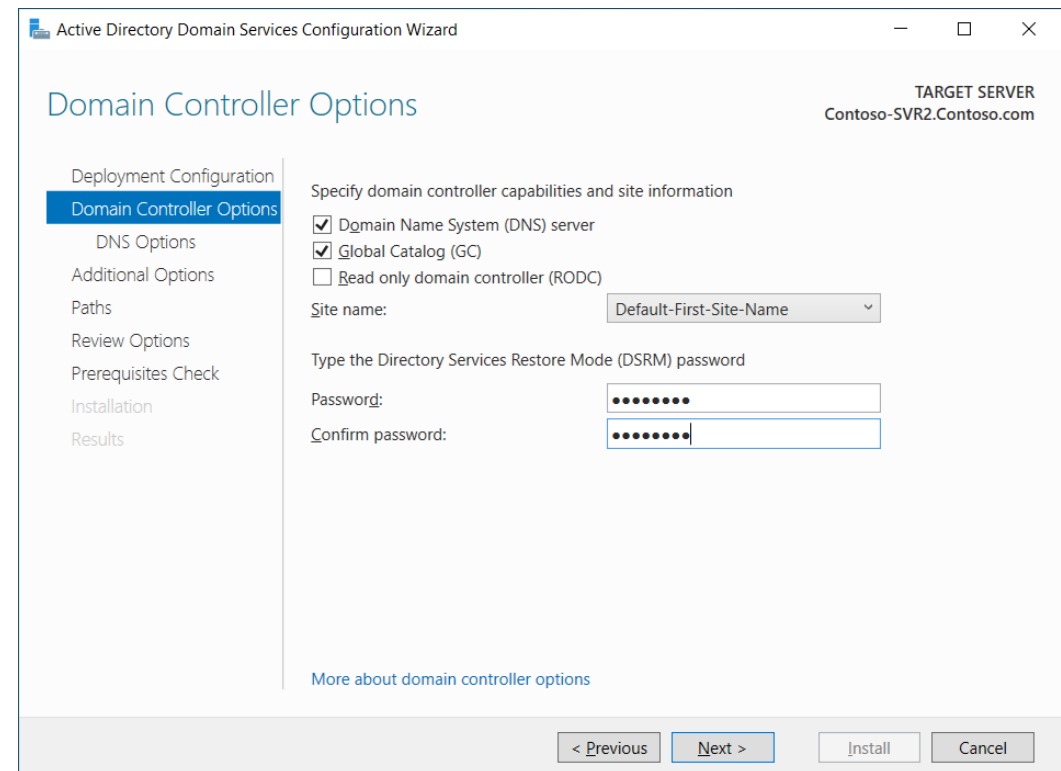 Active Directory Domain Services Configuration Wizard
Domain Controller Options
TARGET SERVER
Contoso-SVR2.Contoso.com
Deployment Configuration
Domain Controller Options
DNS Options
Additional Options
Paths
Review Options
Prerequisites Check
Installation
Results
Specify domain controller capabilities and site information
Domain Name System (DNS) server
Global Catalog (GC)
Read only domain controller (RODC)
Site name: Default-First-Site-Name
Type the Directory Services Restore Mode (DSRM) password
Password: ●●●●●●●●
Confirm password: ●●●●●●●●
More about domain controller options
< Previous Next > Install Cancel